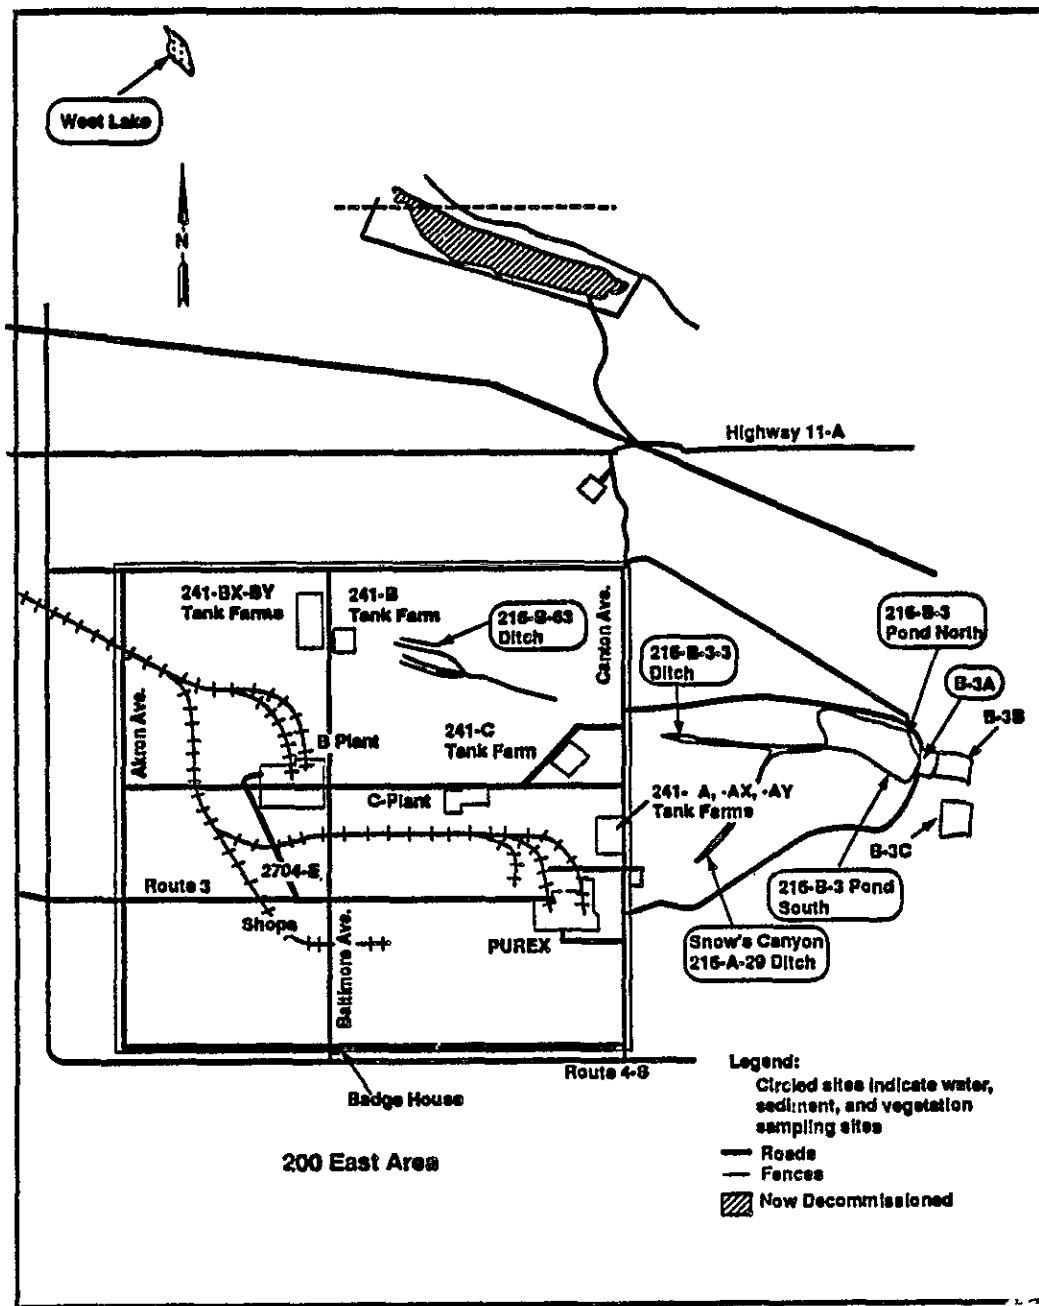 West Lake
N
Highway 11-A
241-BX-BY
Tank Farms
241-B
Tank Farm
216-B-63
Ditch
Canton Ave.
216-B-3
Pond North
216-B-3-3
Ditch
B-3A
B-3B
Akron Ave.
B Plant
241-C
Tank Farm
C-Plant
241- A, -AX, -AY
Tank Farms
B-3C
2704-E
Route 3
216-B-3 Pond
South
Shops
Baltimore Ave.
PUREX
Snow's Canyon
216-A-29 Ditch
Route 4-S
Badge House
Legend:
Circled sites indicate water,
sediment, and vegetation
sampling sites
Roads
Fences
Now Decommissioned
200 East Area